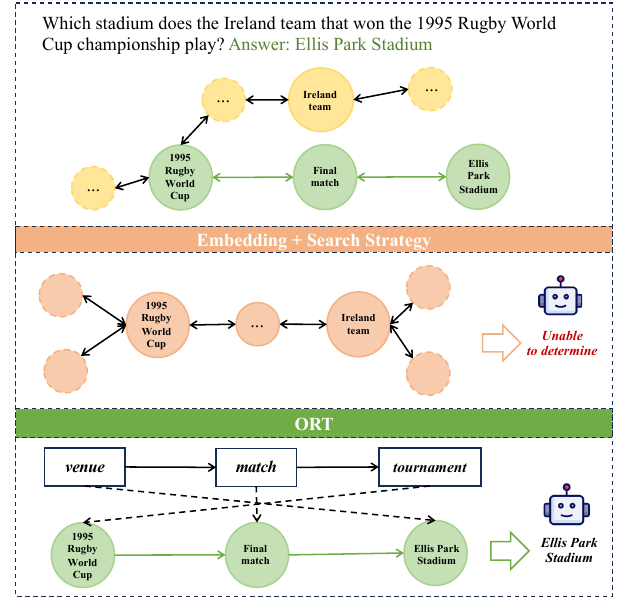 Which stadium does the Ireland team that won the 1995 Rugby World
Cup championship play? Answer: Ellis Park Stadium
...
Ireland
team
...
...
1995
Rugby
World
Cup
Final
match
Ellis
Park
Stadium
Embedding + Search Strategy
1995
Rugby
World
Cup
...
Ireland
team
Unable
to determine
ORT
venue
match
tournament
1995
Rugby
World
Cup
Final
match
Ellis Park
Stadium
Ellis Park
Stadium